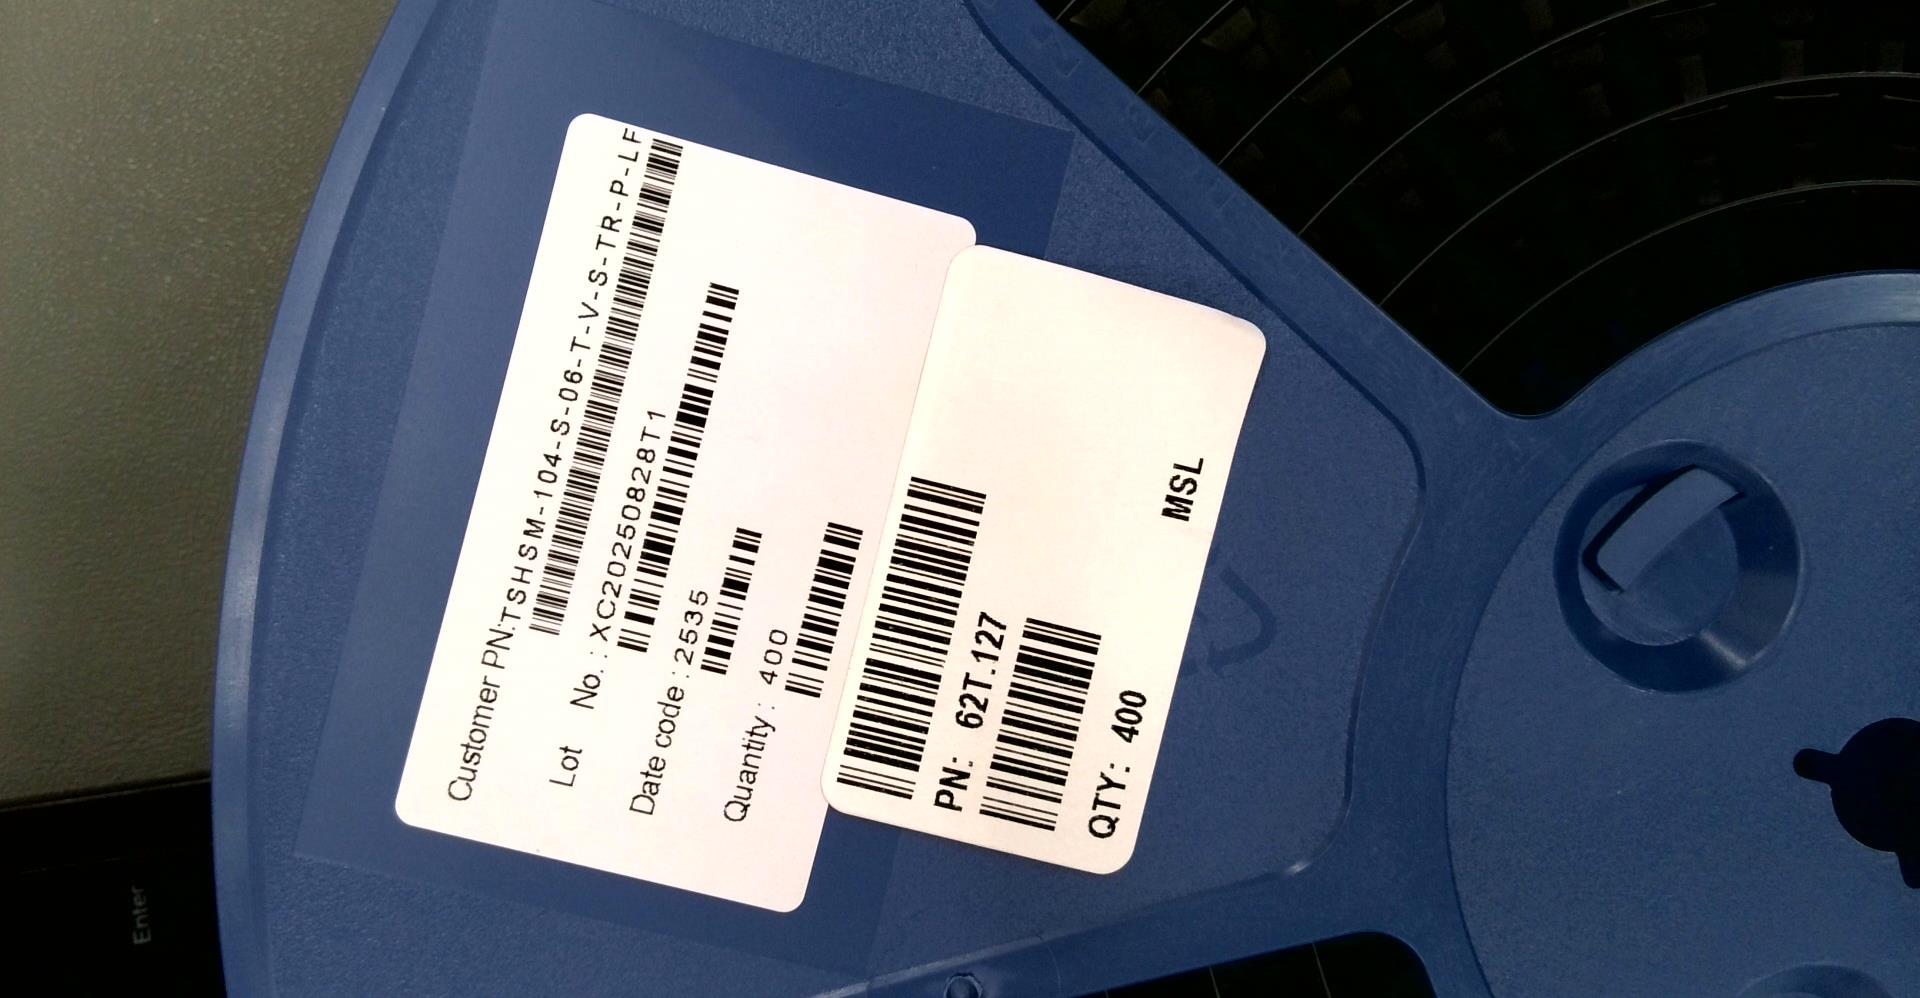 Customer PN:TSHSM-104-S-06-T-V-S-TR-P-LF
Lot No.: XC20250828T1
Date code: 2535
Quantity: 400
PN: 62T.127
QTY: 400
MSL
Enter